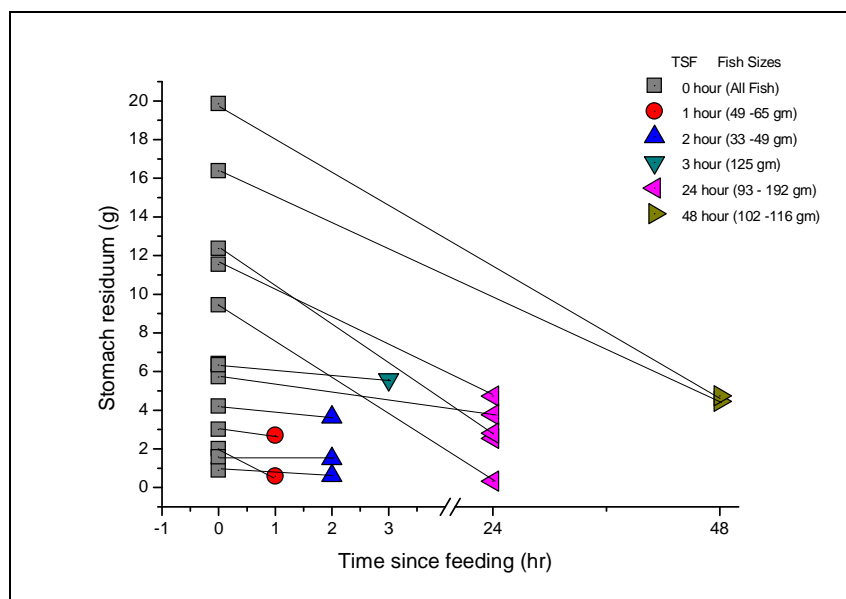 TSF Fish Sizes
0 hour (All Fish)
1 hour (49 -65 gm)
2 hour (33 -49 gm)
3 hour (125 gm)
24 hour (93 - 192 gm)
48 hour (102 -116 gm)
Stomach residuum (g)
20
18
16
14
12
10
8
6
4
2
0
-1 0 1 2 3 24 48
Time since feeding (hr)